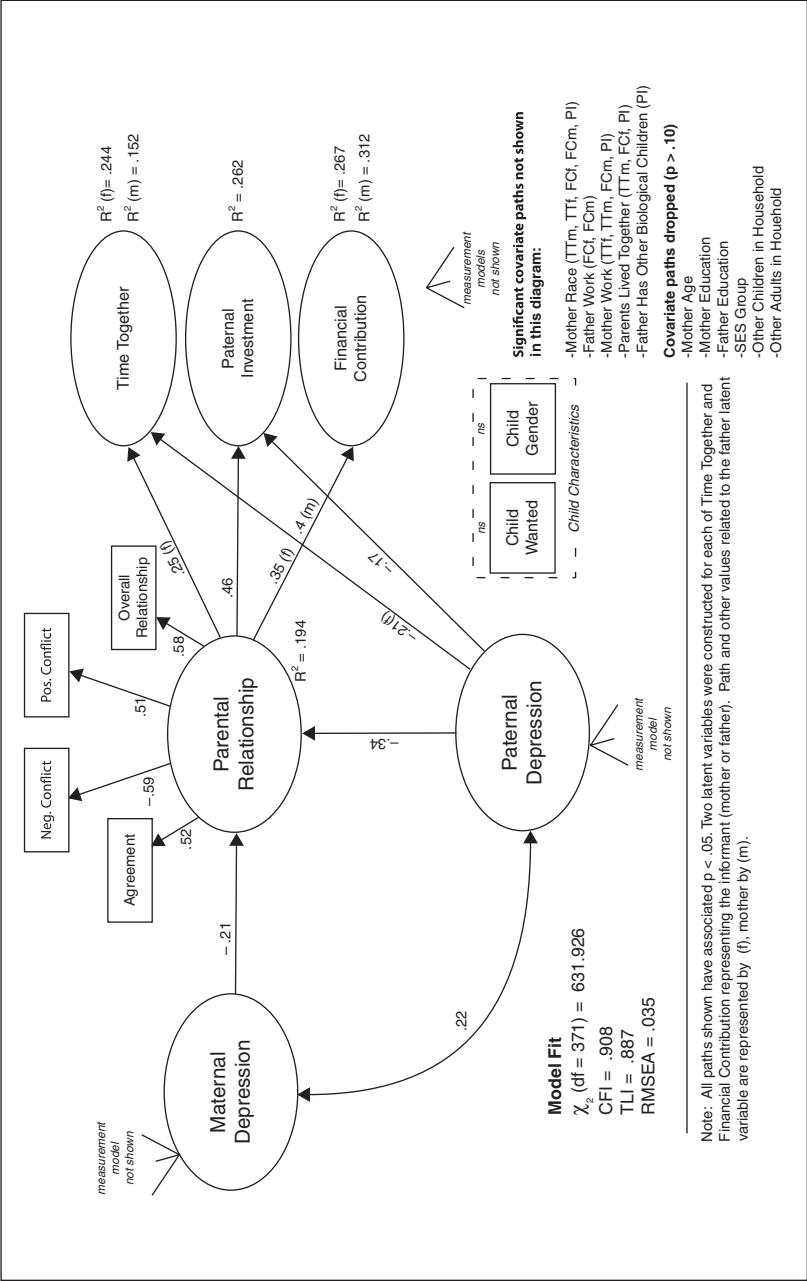 measurement
model
not shown
Maternal
Depression
–.21
.22
Agreement
Neg. Conflict
Pos. Conflict
Overall
Relationship
.52
–.59
.51
.58
Parental
Relationship
R² = .194
–.34
Paternal
Depression
measurement
model
not shown
.25 (f)
.46
.35 (f)
.4 (m)
–.21(f)
–.17
Time Together
R² (f)= .244
R² (m) = .152
Paternal
Investment
R² = .262
Financial
Contribution
R² (f)= .267
R² (m) = .312
measurement
models
not shown
ns
ns
Child
Wanted
Child
Gender
Child Characteristics
Significant covariate paths not shown
in this diagram:
-Mother Race (TTm, TTf, FCf, FCm, PI)
-Father Work (FCf, FCm)
-Mother Work (TTf, TTm, FCm, PI)
-Parents Lived Together (TTm, FCf, PI)
-Father Has Other Biological Children (PI)
Covariate paths dropped (p > .10)
-Mother Age
-Mother Education
-Father Education
-SES Group
-Other Children in Household
-Other Adults in Houehold
Model Fit
χ₂ (df = 371) = 631.926
CFI = .908
TLI = .887
RMSEA = .035
Note: All paths shown have associated p < .05. Two latent variables were constructed for each of Time Together and
Financial Contribution representing the informant (mother or father). Path and other values related to the father latent
variable are represented by (f), mother by (m).